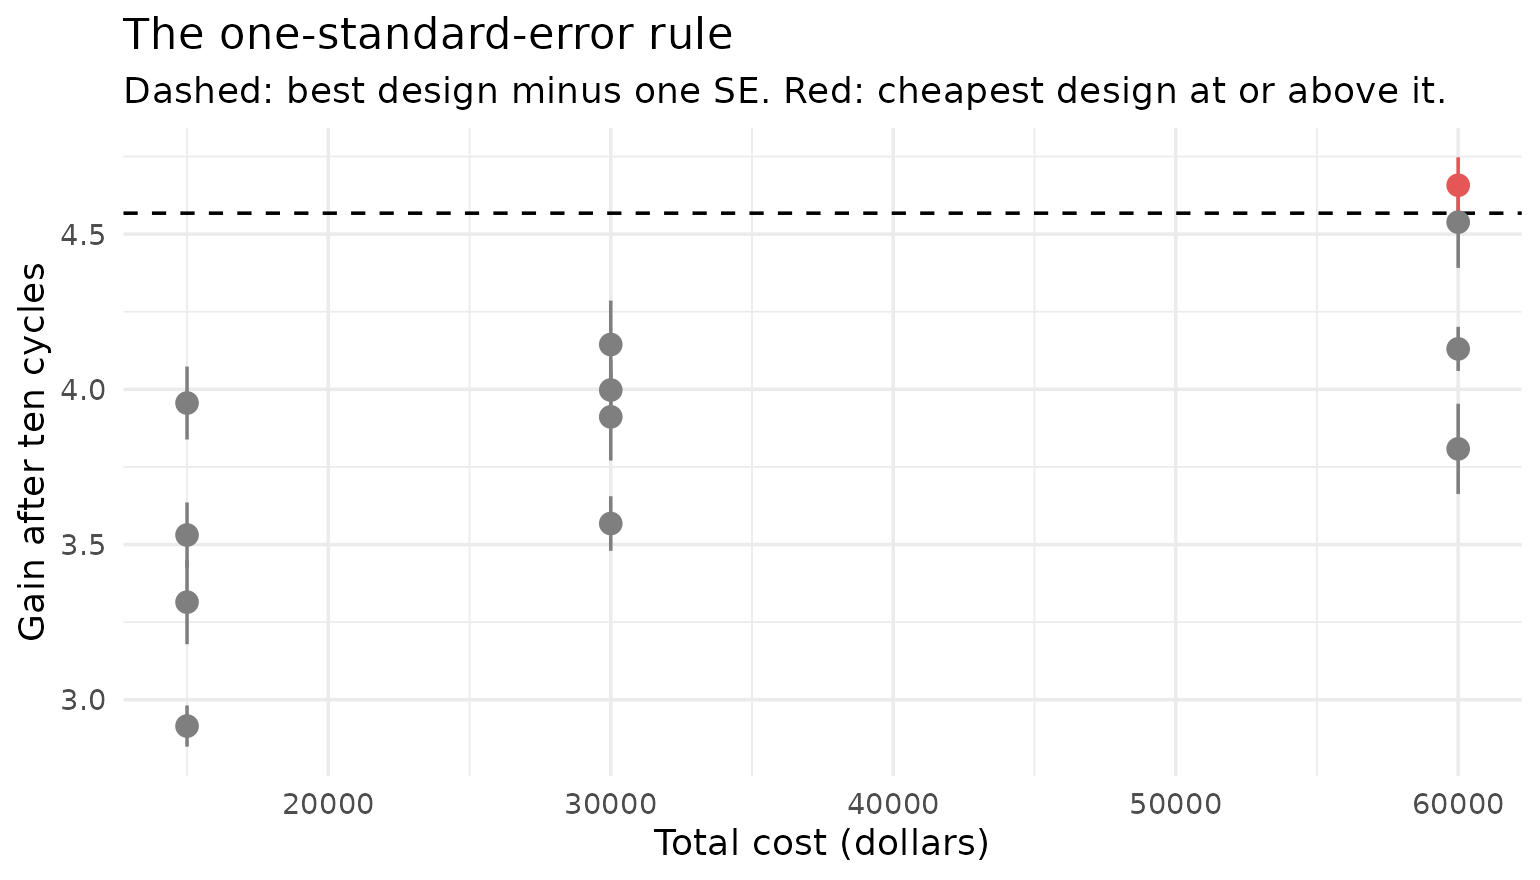 The one-standard-error rule
Dashed: best design minus one SE. Red: cheapest design at or above it.
Gain after ten cycles
4.5
4.0
3.5
3.0
20000 30000 40000 50000 60000
Total cost (dollars)